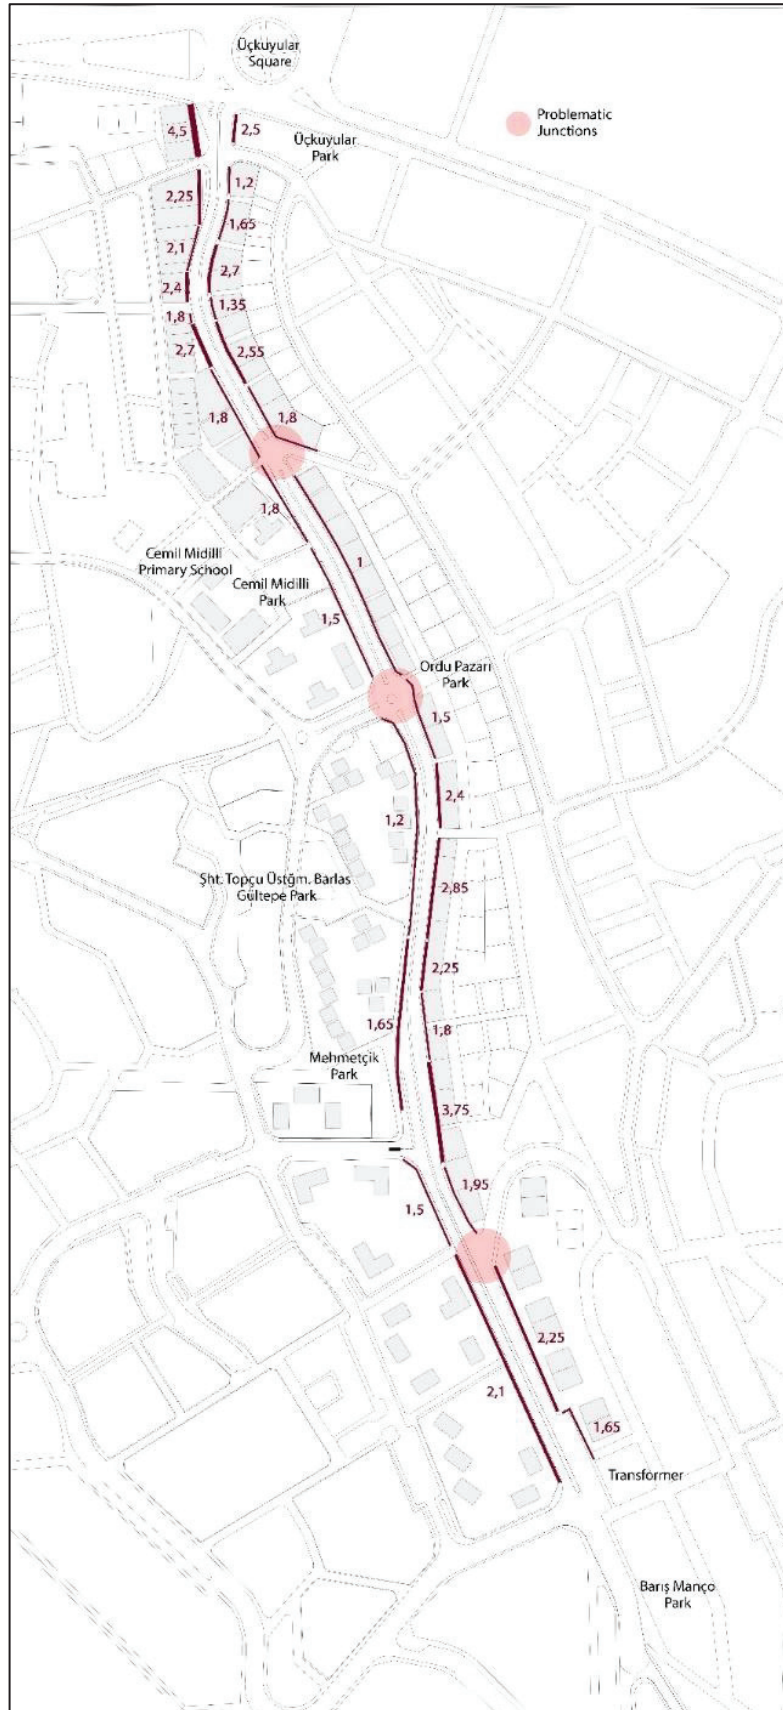 Üçkuyular
Square
Problematic
Junctions
4,5
2,5
Üçkuyular
Park
2,25
1,2
1,65
2,1
2,7
2,4
1,35
1,8
2,7
2,55
1,8
1,8
1,8
Cemil Midilli
Primary School
1
Cemil Midilli
Park
1,5
Ordu Pazarı
Park
1,5
2,4
1,2
Şht. Topçu Üstğm. Barlas
Gültepe Park
2,85
2,25
1,65
1,8
Mehmetçik
Park
3,75
1,95
1,5
2,25
2,1
1,65
Transformer
Barış Manço
Park